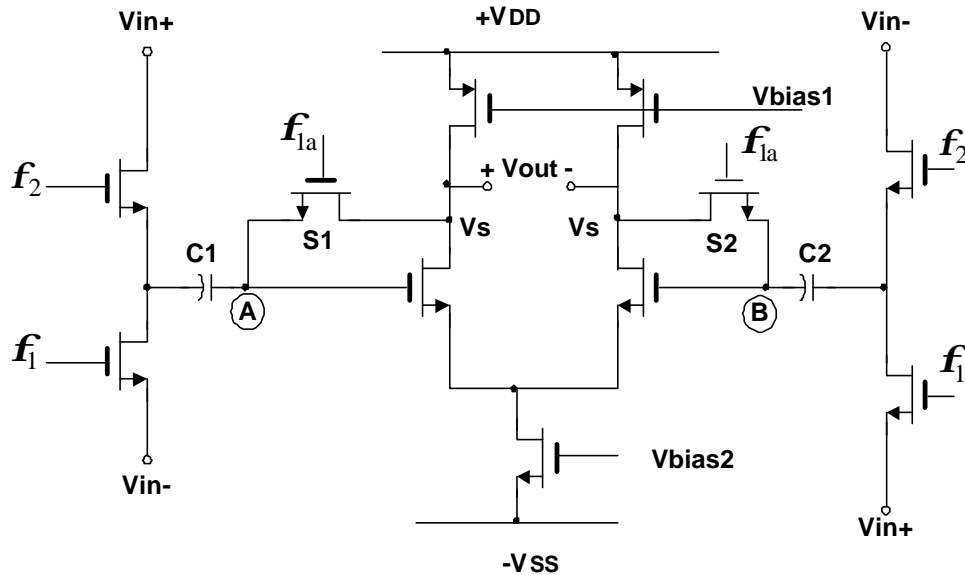 Vin+
+VDD
Vin-
Vbias1
f1a
f1a
f2
f2
+ Vout -
S1
Vs
Vs
S2
C1
C2
A
B
f1
f1
Vbias2
Vin-
Vin+
-VSS